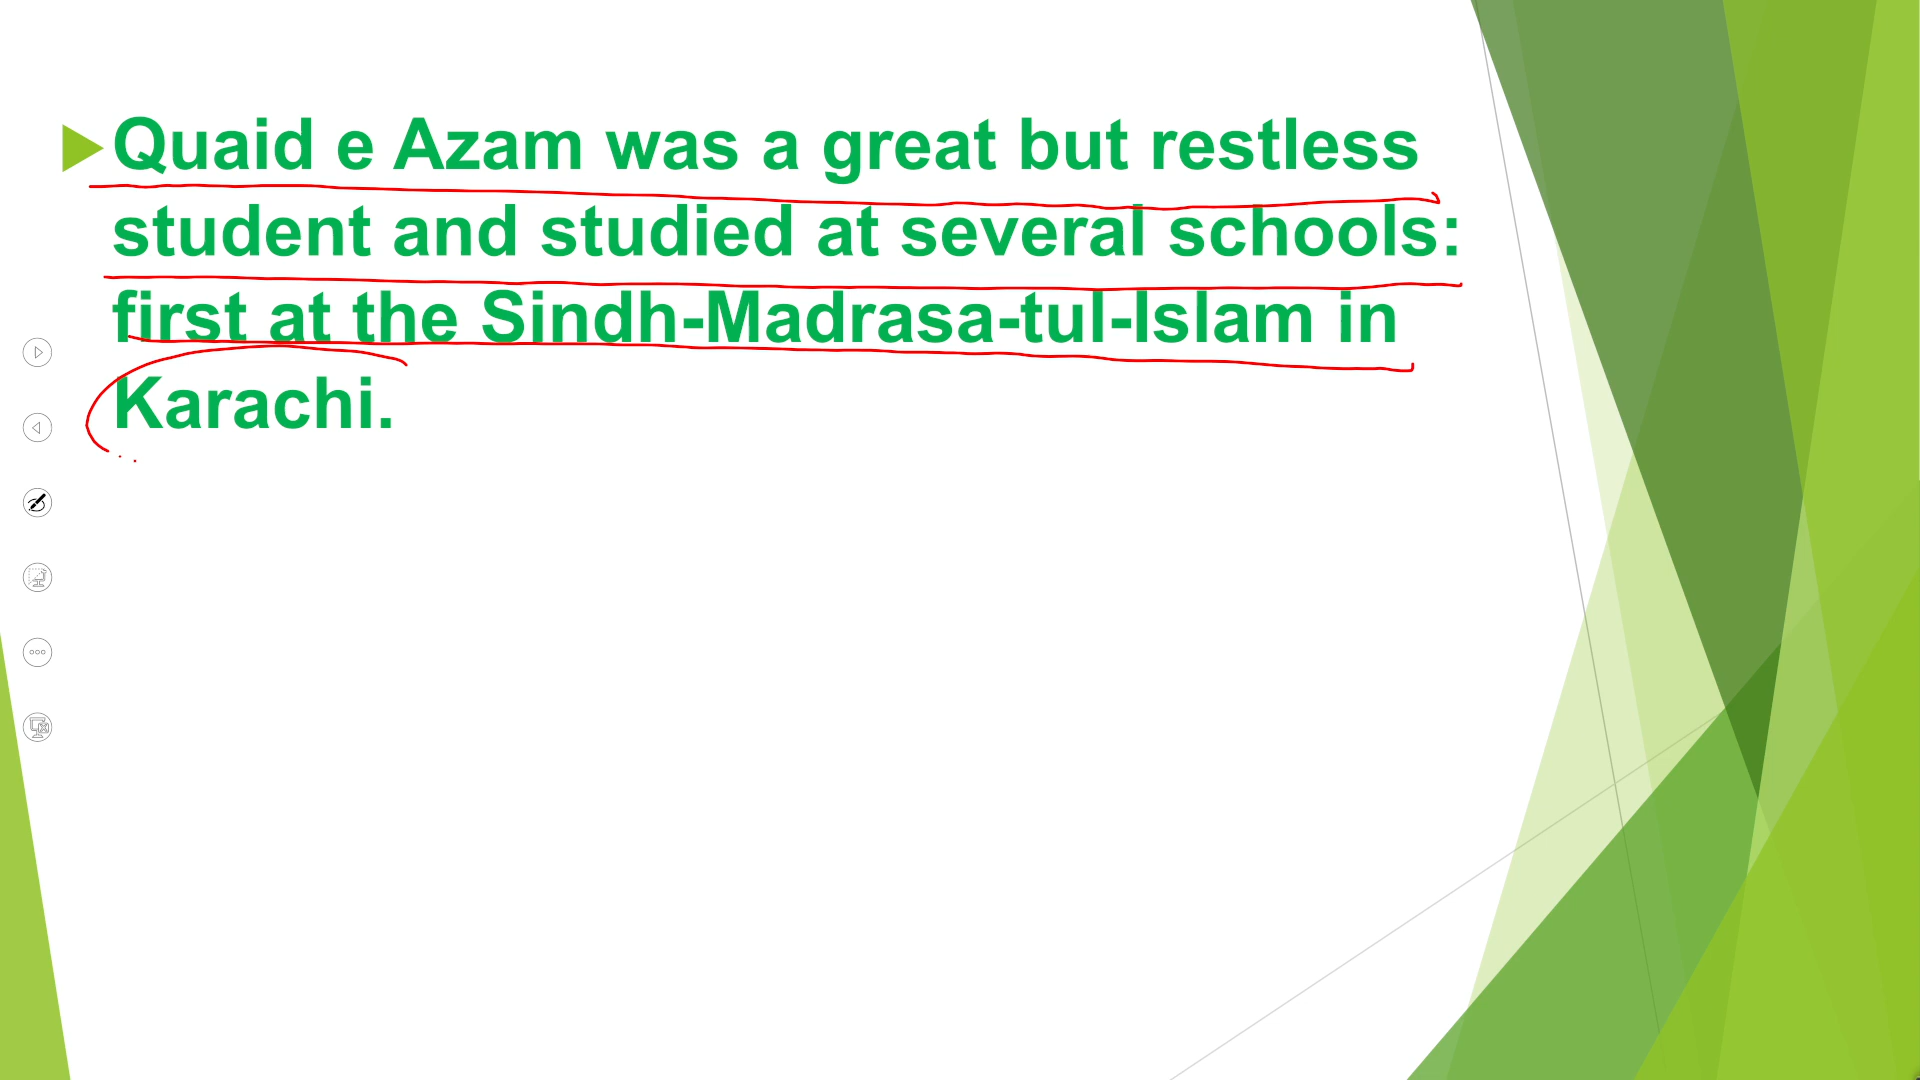 Quaid e Azam was a great but restless
student and studied at several schools:
first at the Sindh-Madrasa-tul-Islam in
Karachi.